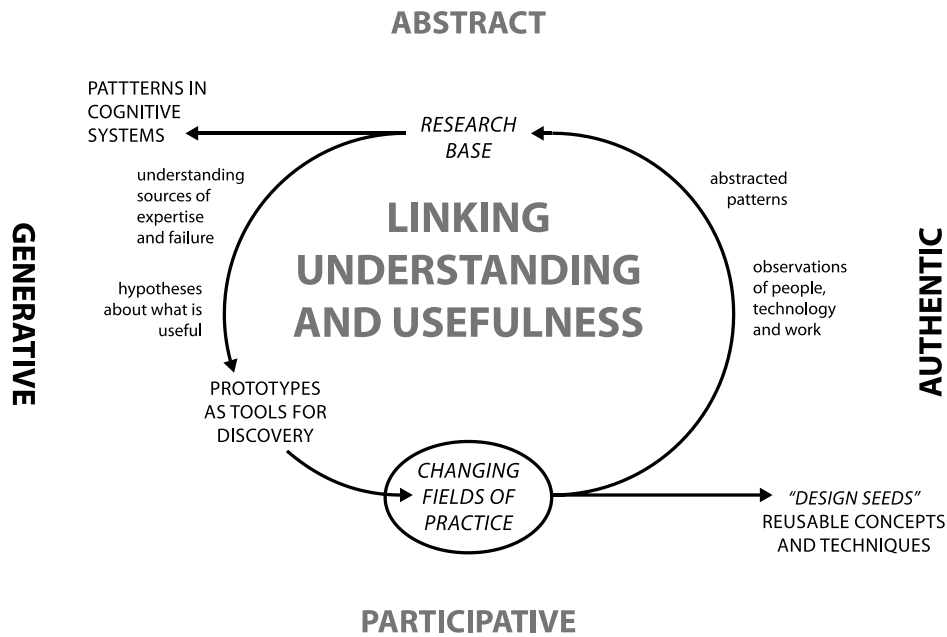 ABSTRACT
PATTTERNS IN
COGNITIVE
SYSTEMS
RESEARCH
BASE
understanding
sources of
expertise
and failure
abstracted
patterns
LINKING
UNDERSTANDING
AND USEFULNESS
GENERATIVE
AUTHENTIC
hypotheses
about what is
useful
observations
of people,
technology
and work
PROTOTYPES
AS TOOLS FOR
DISCOVERY
CHANGING
FIELDS OF
PRACTICE
“DESIGN SEEDS”
REUSABLE CONCEPTS
AND TECHNIQUES
PARTICIPATIVE